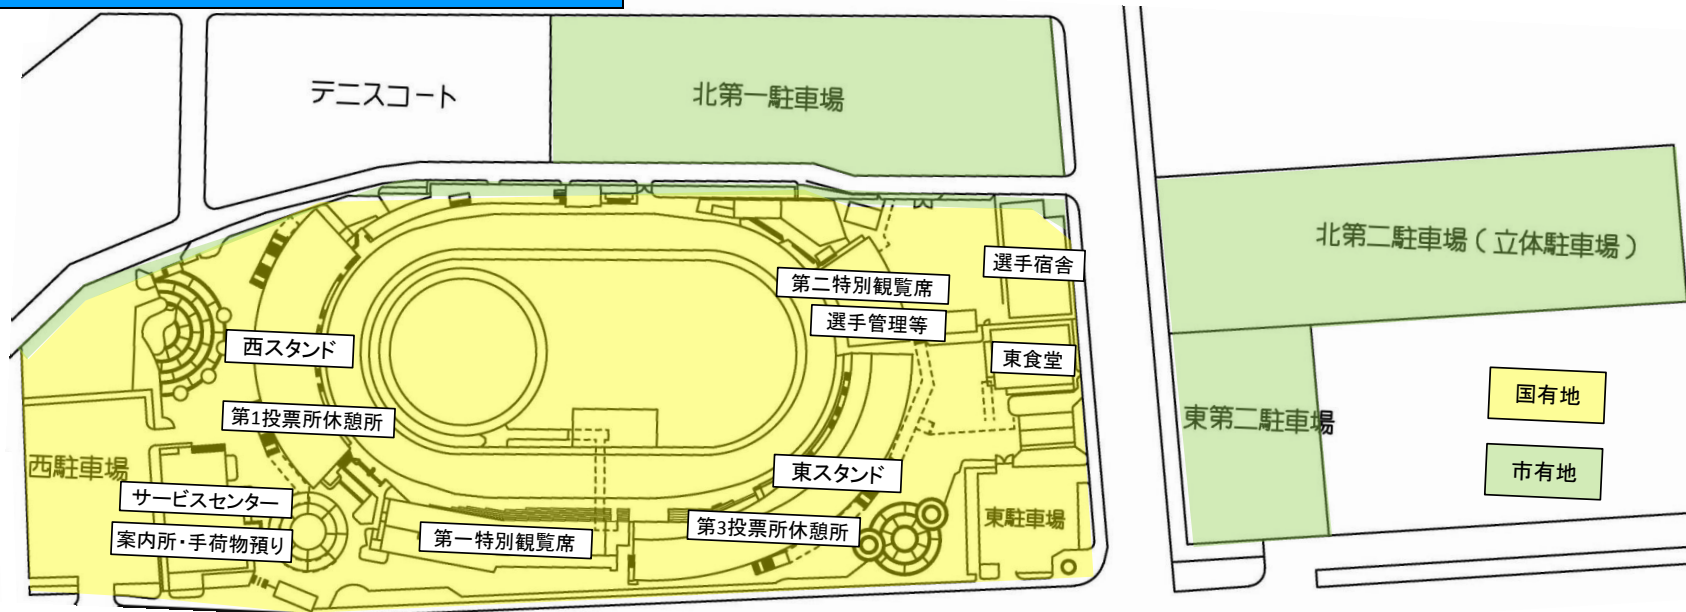 テニスコート
北第一駐車場
北第二駐車場（立体駐車場）
選手宿舎
第二特別観覧席
選手管理等
西スタンド
東食堂
国有地
第1投票所休憩所
東第二駐車場
西駐車場
東スタンド
市有地
サービスセンター
東駐車場
第3投票所休憩所
案内所・手荷物預り
第一特別観覧席